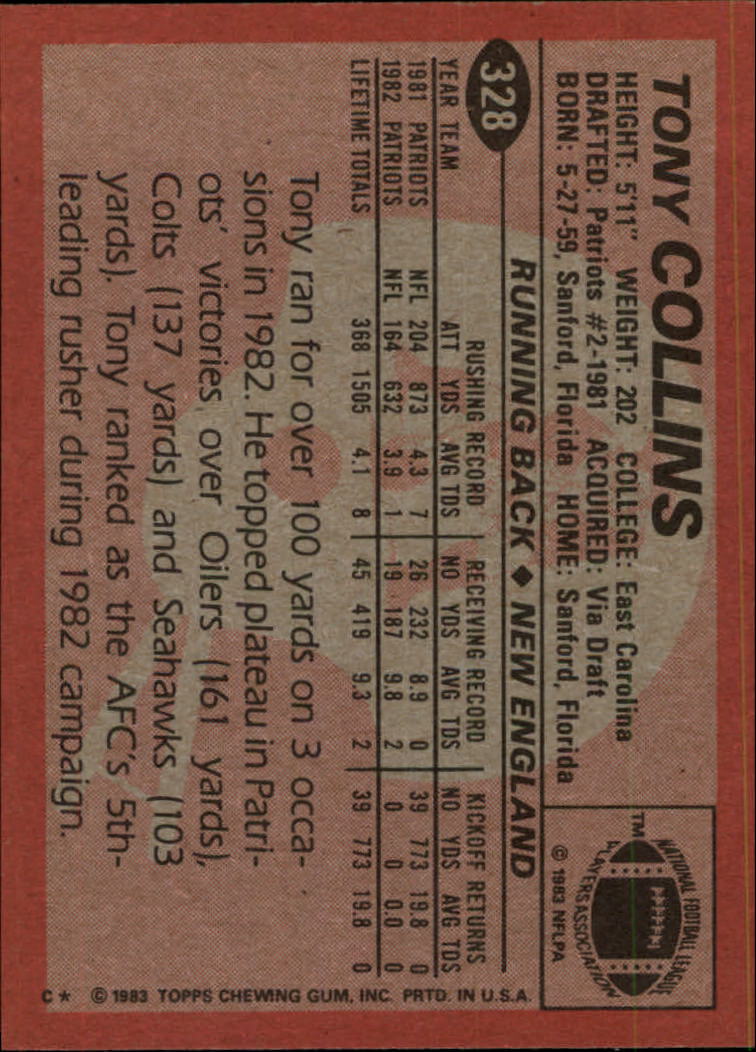 TONY COLLINS
HEIGHT: 5'11" WEIGHT: 202 COLLEGE: East Carolina
DRAFTED: Patriots #2-1981 ACQUIRED: Via Draft
BORN: 5-27-59, Sanford, Florida HOME: Sanford, Florida
TM
NATIONAL FOOTBALL LEAGUE
PLAYERS ASSOCIATION
© 1983 NFLPA
328
RUNNING BACK ♦ NEW ENGLAND
RUSHING RECORD RECEIVING RECORD KICKOFF RETURNS
YEAR TEAM ATT YDS AVG TDS NO YDS AVG TDS NO YDS AVG TDS
1981 PATRIOTS NFL 204 873 4.3 7 26 232 8.9 0 39 773 19.8 0
1982 PATRIOTS NFL 164 632 3.9 1 19 187 9.8 2 0 0 0.0 0
LIFETIME TOTALS 368 1505 4.1 8 45 419 9.3 2 39 773 19.8 0
Tony ran for over 100 yards on 3 occa-
sions in 1982. He topped plateau in Patri-
ots' victories over Oilers (161 yards),
Colts (137 yards) and Seahawks (103
yards). Tony ranked as the AFC's 5th-
leading rusher during 1982 campaign.
C* © 1983 TOPPS CHEWING GUM, INC. PRTD. IN U.S.A.